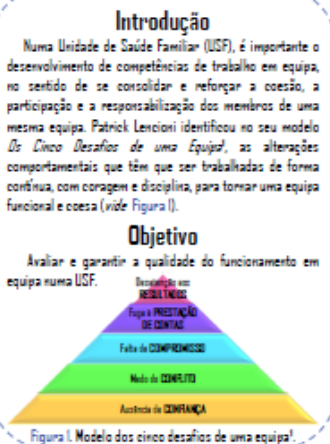 Introdução
Numa Unidade de Saúde Familiar (USF), é importante o
desenvolvimento de competências de trabalho em equipa,
no sentido de se consolidar e reforçar a coesão, a
participação e a responsabilização dos membros de uma
mesma equipa. Patrick Lencioni identificou no seu modelo
Os Cinco Desafios de uma Equipa¹, as alterações
comportamentais que têm que ser trabalhadas de forma
contínua, com coragem e disciplina, para tornar uma equipa
funcional e coesa (vide Figura 1).
Objetivo
Avaliar e garantir a qualidade do funcionamento em
equipa numa USF.
aos
RESULTADOS
Fuga à PRESTAÇÃO
DE CONTAS
Falta de COMPROMISSO
Medo do CONFLITO
Ausência de CONFIANÇA
Figura 1. Modelo dos cinco desafios de uma equipa¹.